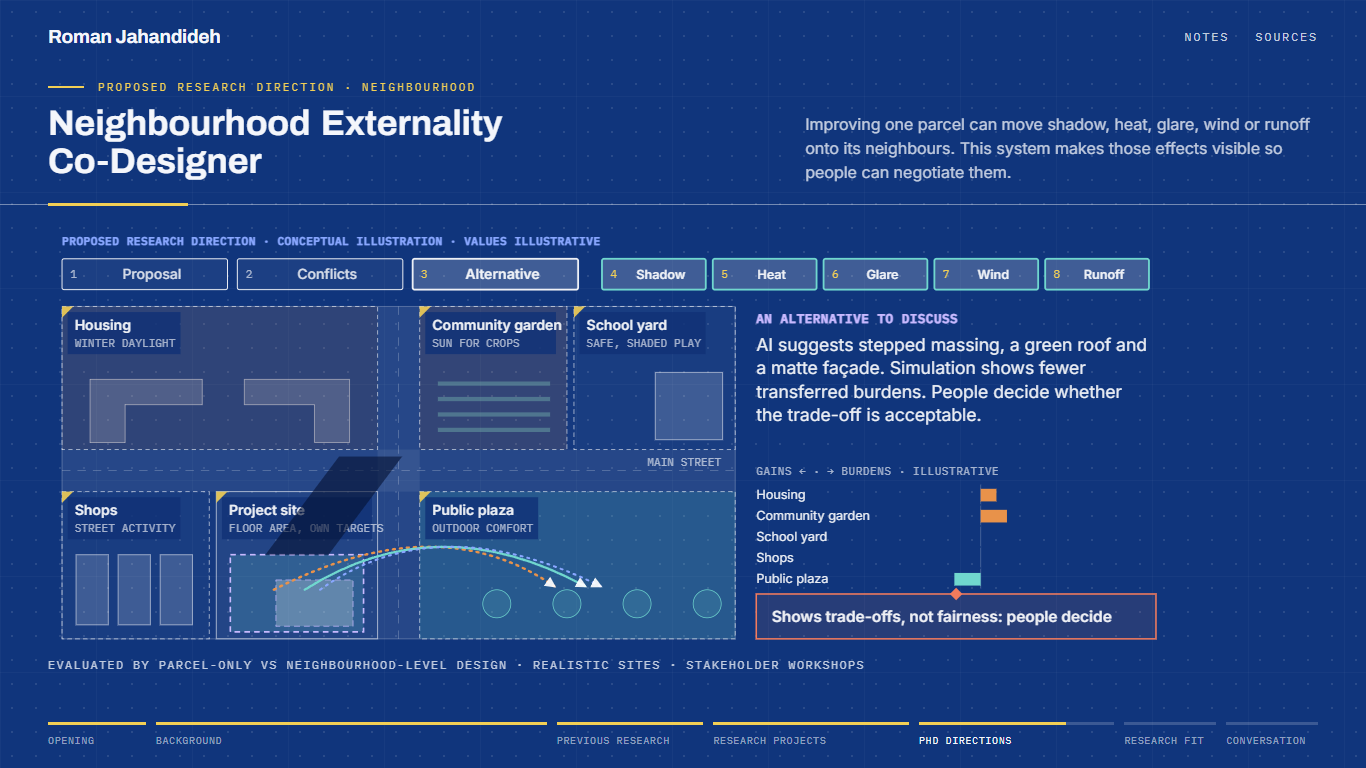 Roman Jahandideh
NOTES SOURCES
PROPOSED RESEARCH DIRECTION · NEIGHBOURHOOD
Neighbourhood Externality
Co-Designer
Improving one parcel can move shadow, heat, glare, wind or runoff
onto its neighbours. This system makes those effects visible so
people can negotiate them.
PROPOSED RESEARCH DIRECTION · CONCEPTUAL ILLUSTRATION · VALUES ILLUSTRATIVE
1 Proposal 2 Conflicts 3 Alternative 4 Shadow 5 Heat 6 Glare 7 Wind 8 Runoff
Housing
WINTER DAYLIGHT
Community garden
SUN FOR CROPS
School yard
SAFE, SHADED PLAY
MAIN STREET
Shops
STREET ACTIVITY
Project site
FLOOR AREA, OWN TARGETS
Public plaza
OUTDOOR COMFORT
AN ALTERNATIVE TO DISCUSS
AI suggests stepped massing, a green roof and
a matte façade. Simulation shows fewer
transferred burdens. People decide whether
the trade-off is acceptable.
GAINS ← · → BURDENS · ILLUSTRATIVE
Housing
Community garden
School yard
Shops
Public plaza
Shows trade-offs, not fairness: people decide
EVALUATED BY PARCEL-ONLY VS NEIGHBOURHOOD-LEVEL DESIGN · REALISTIC SITES · STAKEHOLDER WORKSHOPS
OPENING BACKGROUND PREVIOUS RESEARCH RESEARCH PROJECTS PHD DIRECTIONS RESEARCH FIT CONVERSATION